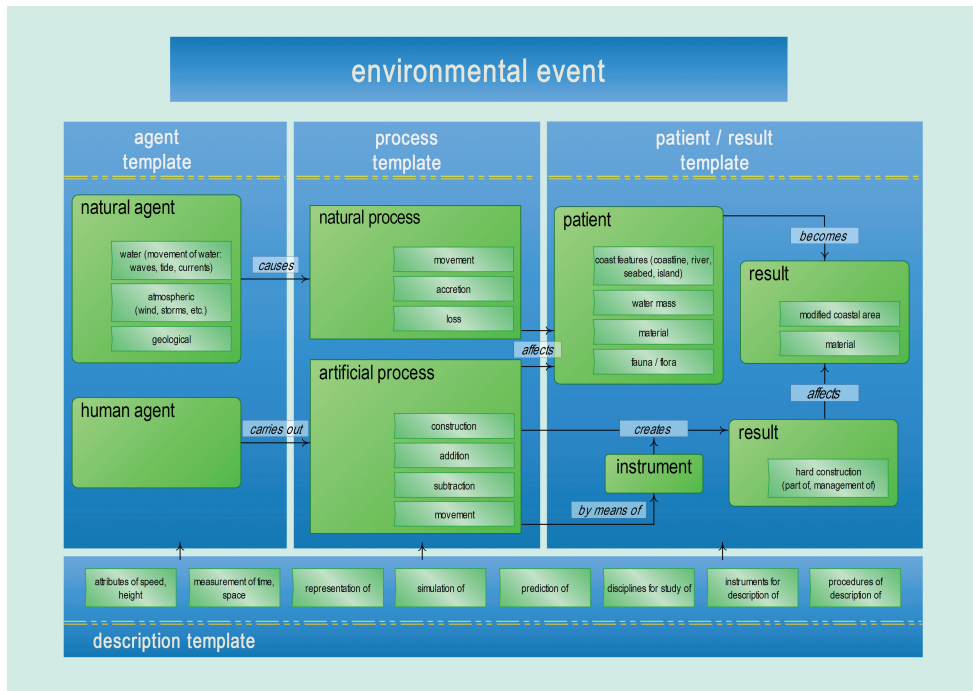 environmental event
agent
template
natural agent
water (movement of water:
waves, tide, currents)
atmospheric
(wind, storms, etc.)
geological
human agent
causes
carries out
process
template
natural process
movement
accretion
loss
artificial process
construction
addition
subtraction
movement
affects
patient / result
template
patient
coast features (coastline, river,
seabed, island)
water mass
material
fauna / flora
becomes
result
modified coastal area
material
affects
creates
result
hard construction
(part of, management of)
instrument
by means of
attributes of speed,
height
measurement of time,
space
representation of
simulation of
prediction of
disciplines for study of
instruments for
description of
procedures of
description of
description template